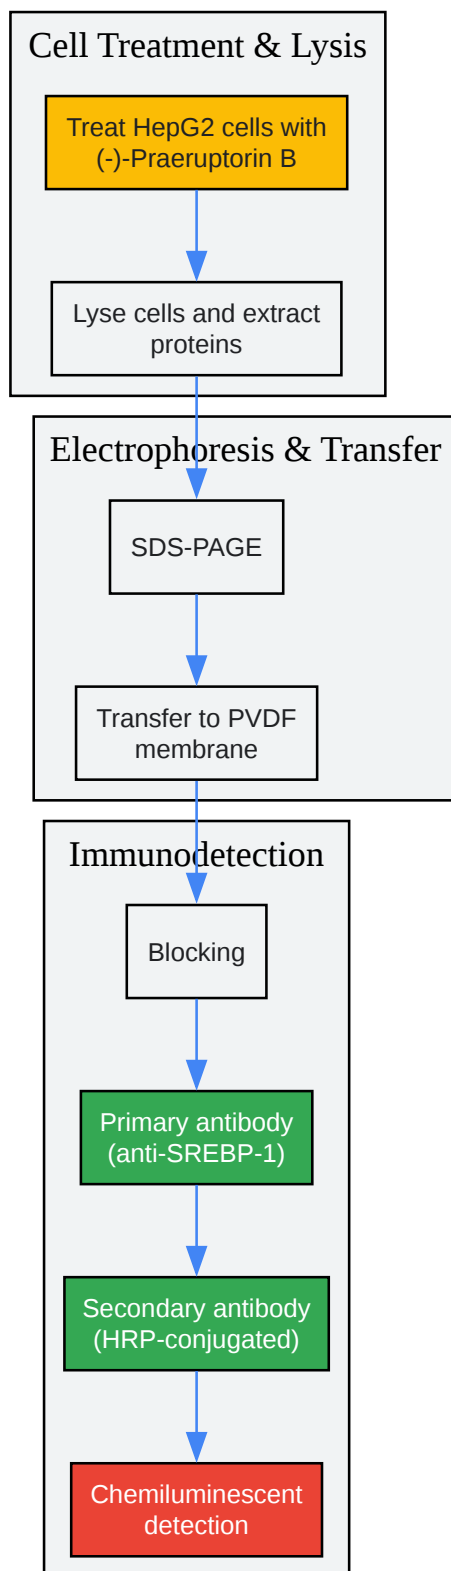 Cell Treatment & Lysis
Treat HepG2 cells with
(-)-Praeruptorin B
Lyse cells and extract
proteins
Electrophoresis & Transfer
SDS-PAGE
Transfer to PVDF
membrane
Immunodetection
Blocking
Primary antibody
(anti-SREBP-1)
Secondary antibody
(HRP-conjugated)
Chemiluminescent
detection